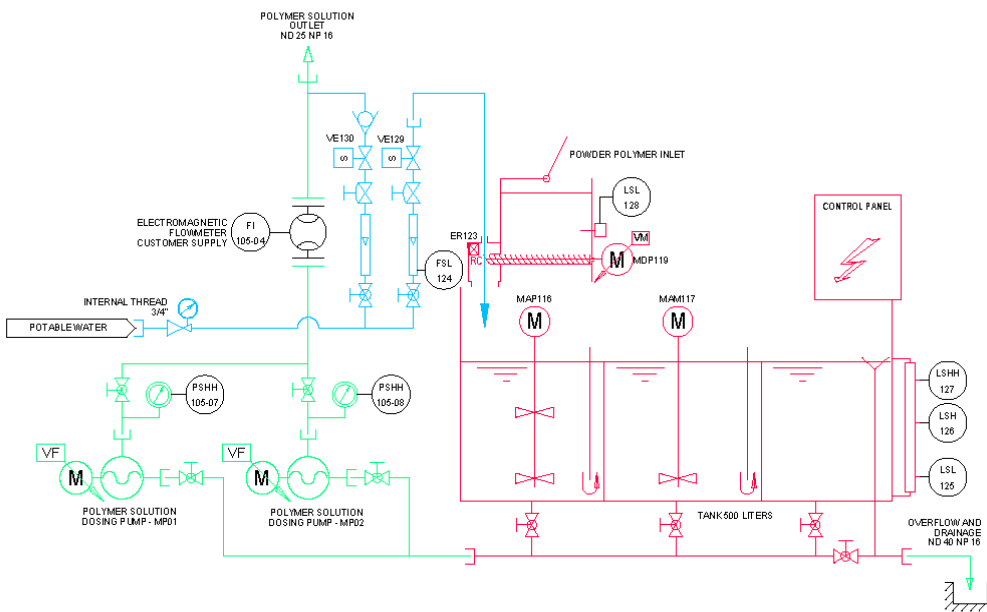 POLYMER SOLUTION
OUTLET
ND 25 NP 16
VE130
VE129
S
S
POWDER POLYMER INLET
LSL
128
CONTROL PANEL
ELECTROMAGNETIC
FLOWMETER
CUSTOMER SUPPLY
FI
105-04
ER123
RC
FSL
124
VM
M
MDP119
INTERNAL THREAD
3/4"
POTABLE WATER
MAP116
M
MAM117
M
PSHH
105-07
PSHH
105-08
LSHH
127
LSH
126
LSL
125
VF
M
VF
M
POLYMER SOLUTION
DOSING PUMP - MP01
POLYMER SOLUTION
DOSING PUMP - MP02
TANK 500 LITERS
OVERFLOW AND
DRAINAGE
ND 40 NP 16